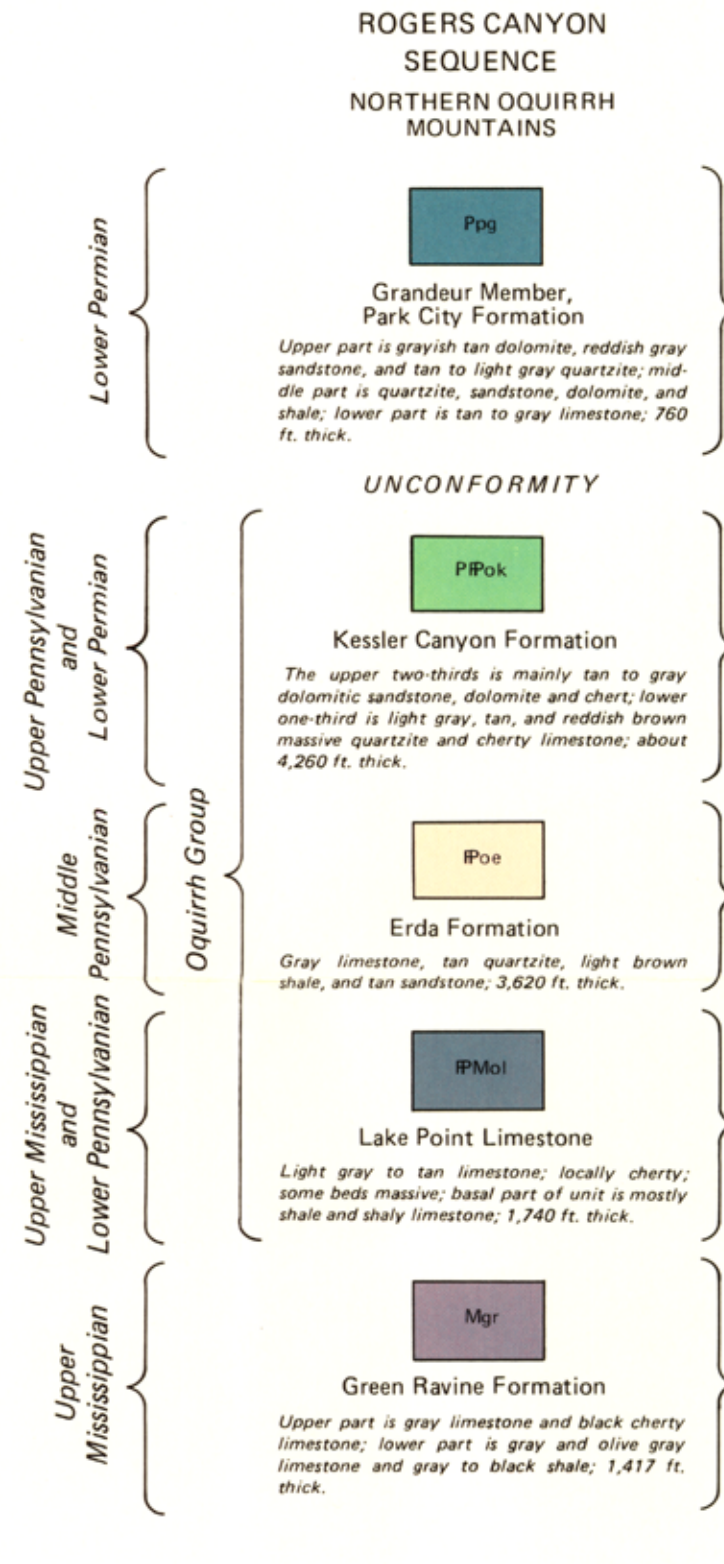 ROGERS CANYON
SEQUENCE
NORTHERN OQUIRRH
MOUNTAINS
Lower Permian
Ppg
Grandeur Member,
Park City Formation
Upper part is grayish tan dolomite, reddish gray
sandstone, and tan to light gray quartzite; mid-
dle part is quartzite, sandstone, dolomite, and
shale; lower part is tan to gray limestone; 760
ft. thick.
UNCONFORMITY
Upper Pennsylvanian
and
Lower Permian
Oquirrh Group
PPPok
Kessler Canyon Formation
The upper two-thirds is mainly tan to gray
dolomitic sandstone, dolomite and chert; lower
one-third is light gray, tan, and reddish brown
massive quartzite and cherty limestone; about
4,260 ft. thick.
Middle
Pennsylvanian
PPoe
Erda Formation
Gray limestone, tan quartzite, light brown
shale, and tan sandstone; 3,620 ft. thick.
Upper Mississippian
and
Lower Pennsylvanian
PPMol
Lake Point Limestone
Light gray to tan limestone; locally cherty;
some beds massive; basal part of unit is mostly
shale and shaly limestone; 1,740 ft. thick.
Upper
Mississippian
Mgr
Green Ravine Formation
Upper part is gray limestone and black cherty
limestone; lower part is gray and olive gray
limestone and gray to black shale; 1,417 ft.
thick.